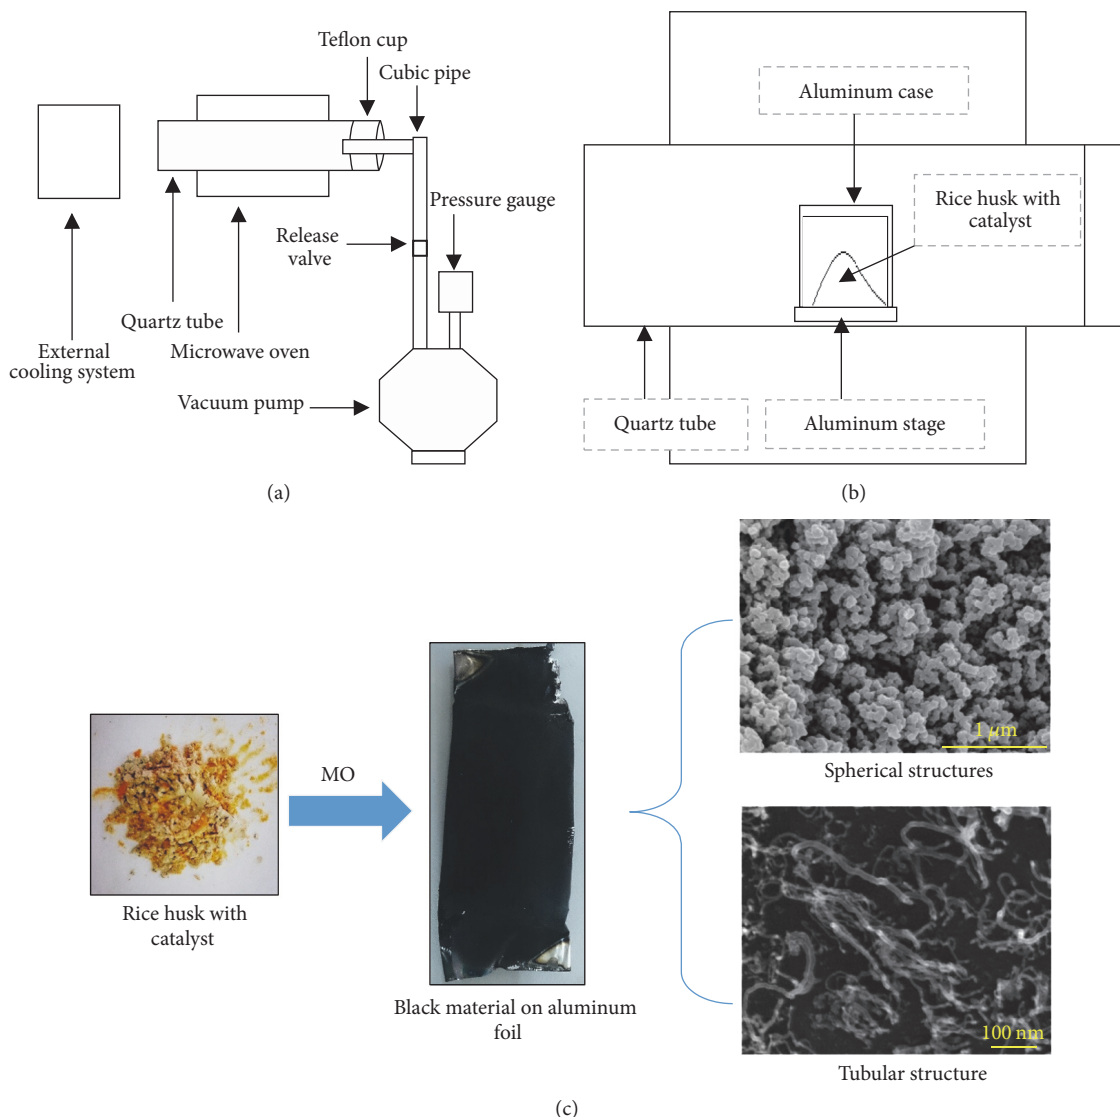 Teflon cup
Cubic pipe
Pressure gauge
Release
valve
Quartz tube
Microwave oven
External
cooling system
Vacuum pump
(a)
Aluminum case
Rice husk with
catalyst
Quartz tube
Aluminum stage
(b)
MO
Rice husk with
catalyst
Black material on aluminum
foil
1 μm
Spherical structures
100 nm
Tubular structure
(c)